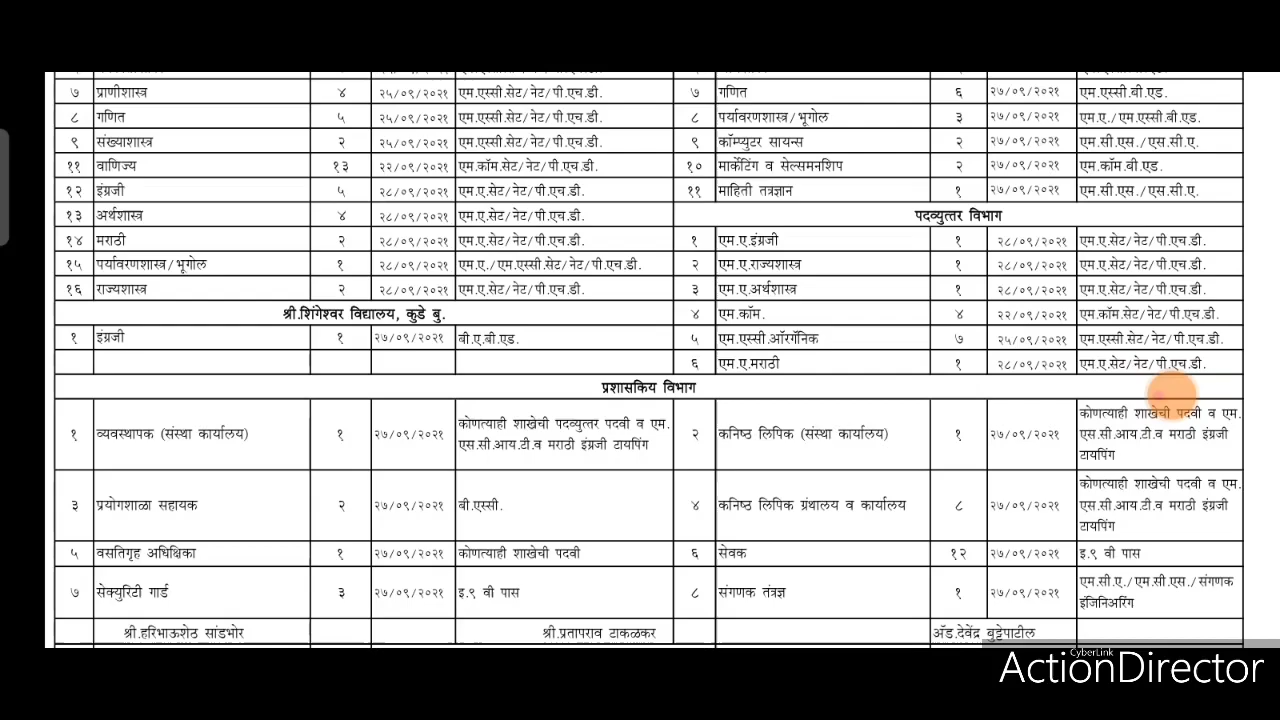 ७ प्राणीशास्त्र ४ २५/०९/२०२१ एम.एस्सी.सेट/नेट/पी.एच.डी. ७ गणित ६ २७/०९/२०२१ एम.एस्सी.बी.एड.
८ गणित ५ २५/०९/२०२१ एम.एस्सी.सेट/नेट/पी.एच.डी. ८ पर्यावरणशास्त्र/भूगोल ३ २७/०९/२०२१ एम.ए./एम.एस्सी.बी.एड.
९ संख्याशास्त्र २ २५/०९/२०२१ एम.एस्सी.सेट/नेट/पी.एच.डी. ९ कॉम्प्युटर सायन्स २ २७/०९/२०२१ एम.सी.एस./एस.सी.ए.
११ वाणिज्य १३ २२/०९/२०२१ एम.कॉम.सेट/नेट/पी.एच.डी. १० मार्केटिंग व सेल्समनशिप २ २७/०९/२०२१ एम.कॉम.बी.एड.
१२ इंग्रजी ५ २८/०९/२०२१ एम.ए.सेट/नेट/पी.एच.डी. ११ माहिती तत्रज्ञान १ २७/०९/२०२१ एम.सी.एस./एस.सी.ए.
१३ अर्थशास्त्र ४ २८/०९/२०२१ एम.ए.सेट/नेट/पी.एच.डी. पदव्युत्तर विभाग
१४ मराठी २ २८/०९/२०२१ एम.ए.सेट/नेट/पी.एच.डी. १ एम.ए.इंग्रजी १ २८/०९/२०२१ एम.ए.सेट/नेट/पी.एच.डी.
१५ पर्यावरणशास्त्र/भूगोल १ २८/०९/२०२१ एम.ए./एम.एस्सी.सेट/नेट/पी.एच.डी. २ एम.ए.राज्यशास्त्र १ २८/०९/२०२१ एम.ए.सेट/नेट/पी.एच.डी.
१६ राज्यशास्त्र २ २८/०९/२०२१ एम.ए.सेट/नेट/पी.एच.डी. ३ एम.ए.अर्थशास्त्र १ २८/०९/२०२१ एम.ए.सेट/नेट/पी.एच.डी.
श्री.शिंगेश्वर विद्यालय, कुडे बु. ४ एम.कॉम. ४ २२/०९/२०२१ एम.कॉम.सेट/नेट/पी.एच.डी.
१ इंग्रजी १ २७/०९/२०२१ बी.ए.बी.एड. ५ एम.एस्सी.ऑरगॅनिक ७ २५/०९/२०२१ एम.एस्सी.सेट/नेट/पी.एच.डी.
६ एम.ए.मराठी १ २८/०९/२०२१ एम.ए.सेट/नेट/पी.एच.डी.
प्रशासकिय विभाग
१ व्यवस्थापक (संस्था कार्यालय) १ २७/०९/२०२१ कोणत्याही शाखेची पदव्युत्तर पदवी व एम.
एस.सी.आय.टी.व मराठी इंग्रजी टायपिंग
२ कनिष्ठ लिपिक (संस्था कार्यालय) १ २७/०९/२०२१ कोणत्याही शाखेची पदवी व एम.
एस.सी.आय.टी.व मराठी इंग्रजी
टायपिंग
३ प्रयोगशाळा सहायक २ २७/०९/२०२१ बी.एस्सी.
४ कनिष्ठ लिपिक ग्रंथालय व कार्यालय ८ २७/०९/२०२१ कोणत्याही शाखेची पदवी व एम.
एस.सी.आय.टी.व मराठी इंग्रजी
टायपिंग
५ वसतिगृह अधिक्षिका १ २७/०९/२०२१ कोणत्याही शाखेची पदवी ६ सेवक १२ २७/०९/२०२१ इ.९ वी पास
७ सेक्युरिटी गार्ड ३ २७/०९/२०२१ इ.९ वी पास ८ संगणक तंत्रज्ञ १ २७/०९/२०२१ एम.सी.ए./एम.सी.एस./संगणक
इंजिनिअरिंग
श्री.हरिभाऊशेठ सांडभोर श्री.प्रतापराव टाकळकर अ‍ॅड.देवेंद्र बुट्टेपाटील
CyberLink
ActionDirector